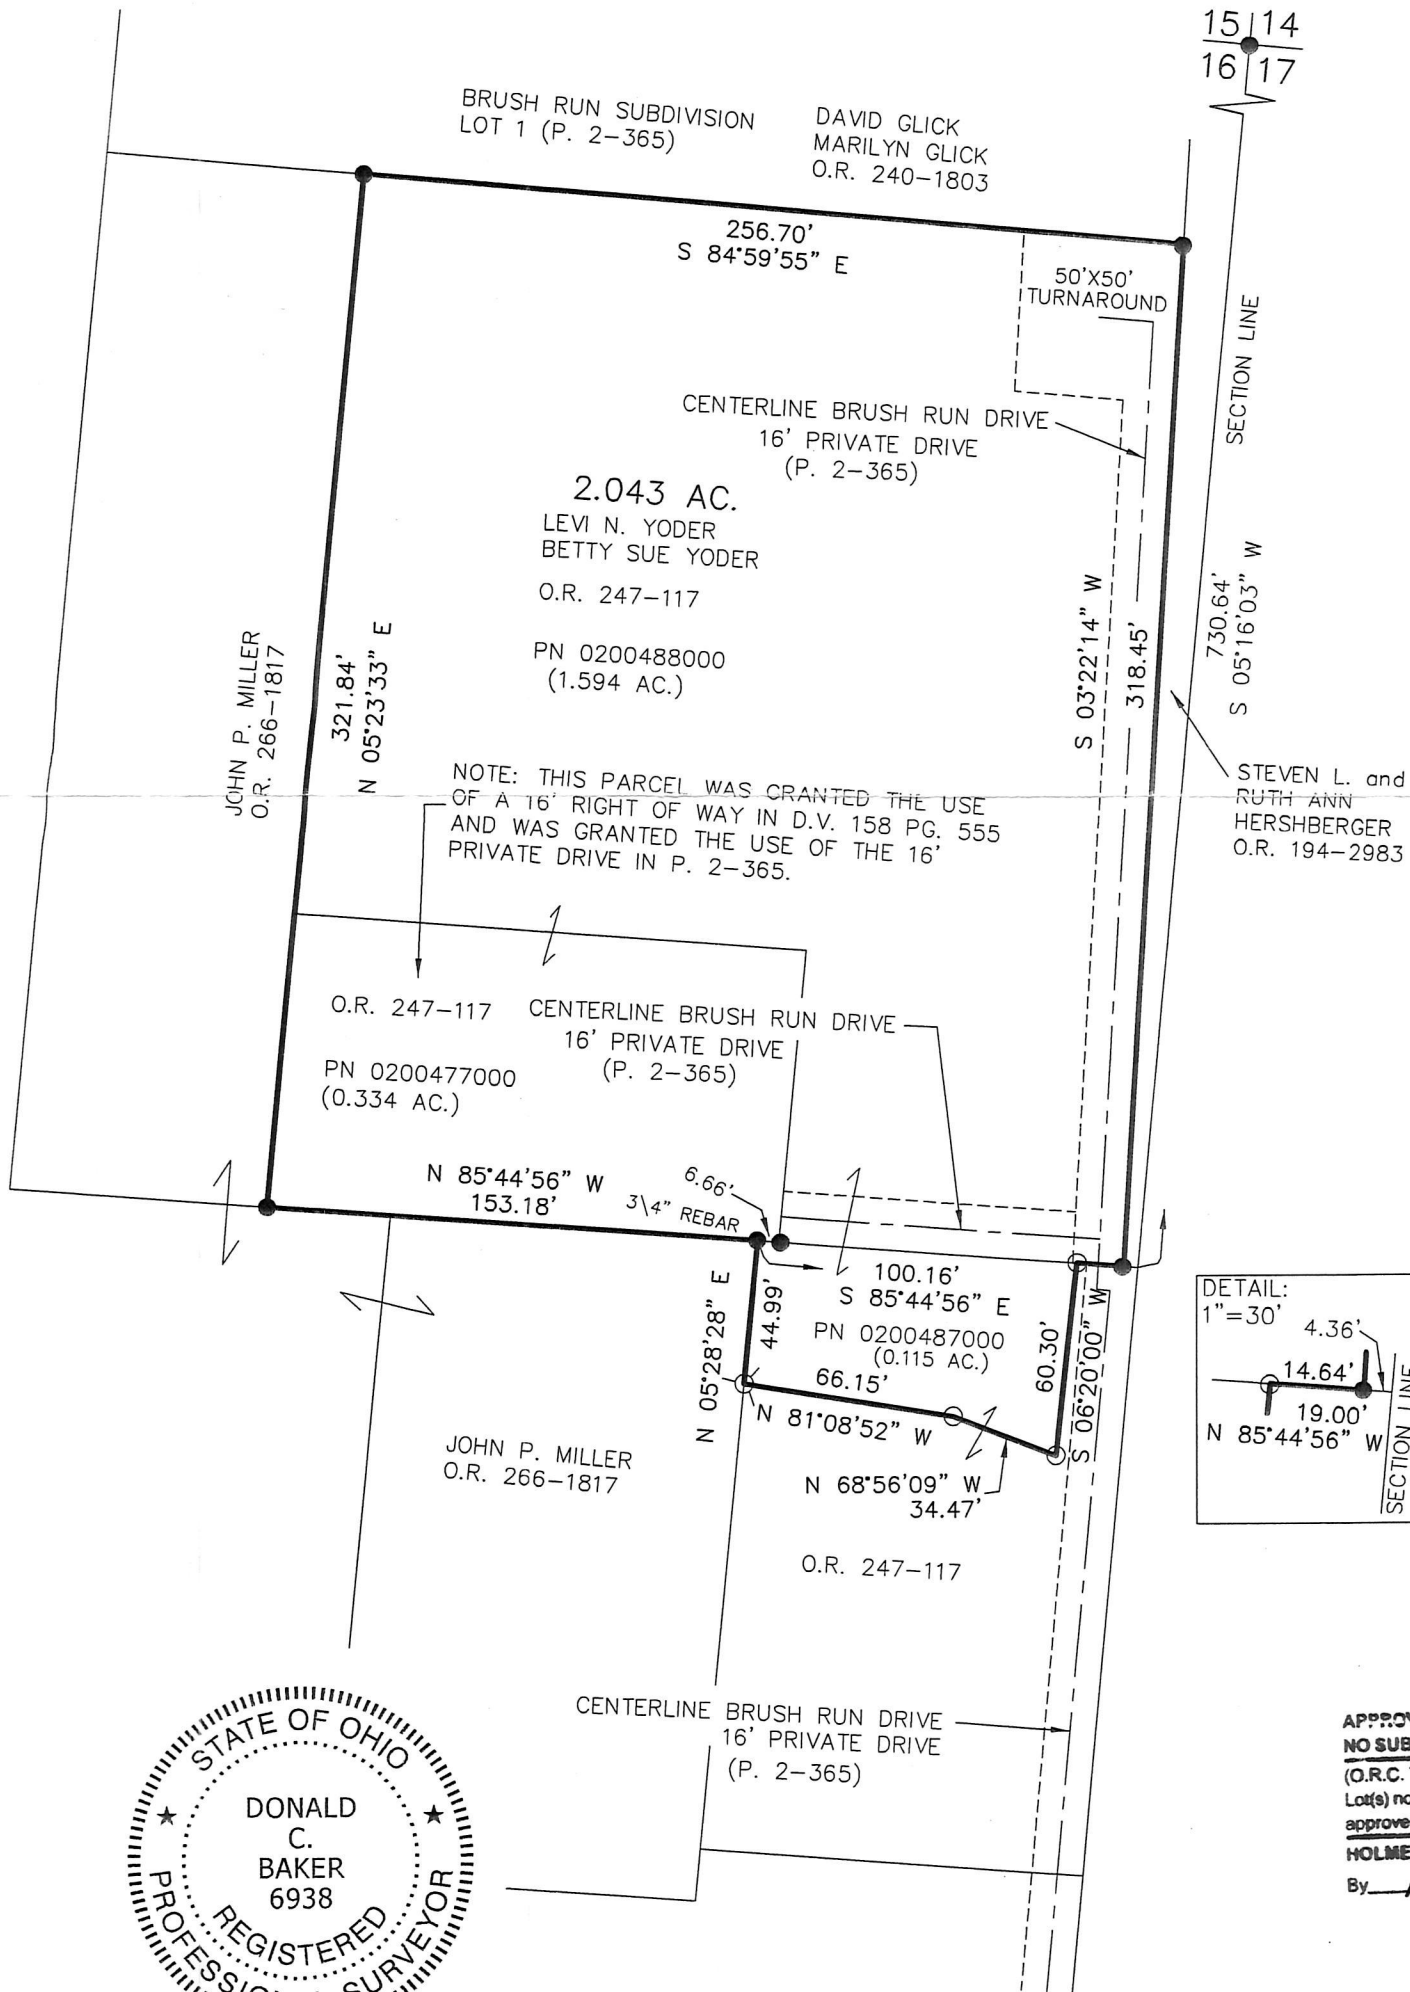 15 14
16 17
BRUSH RUN SUBDIVISION
LOT 1 (P. 2-365)
DAVID GLICK
MARILYN GLICK
O.R. 240-1803
256.70'
S 84°59'55" E
50'X50'
TURNAROUND
SECTION LINE
CENTERLINE BRUSH RUN DRIVE
16' PRIVATE DRIVE
(P. 2-365)
2.043 AC.
LEVI N. YODER
BETTY SUE YODER
O.R. 247-117
PN 0200488000
(1.594 AC.)
JOHN P. MILLER
O.R. 266-1817
321.84'
N 05°23'33" E
S 03°22'14" W
318.45'
730.64'
S 05°16'03" W
STEVEN L. and
RUTH ANN
HERSHBERGER
O.R. 194-2983
NOTE: THIS PARCEL WAS CRANTED THE USE
OF A 16' RIGHT OF WAY IN D.V. 158 PG. 555
AND WAS GRANTED THE USE OF THE 16'
PRIVATE DRIVE IN P. 2-365.
O.R. 247-117
CENTERLINE BRUSH RUN DRIVE
16' PRIVATE DRIVE
(P. 2-365)
PN 0200477000
(0.334 AC.)
N 85°44'56" W
153.18'
6.66'
3\4" REBAR
100.16'
S 85°44'56" E
PN 0200487000
(0.115 AC.)
N 05°28'28" E
44.99'
66.15'
N 81°08'52" W
60.30'
S 06°20'00" W
N 68°56'09" W
34.47'
DETAIL:
1"=30'
4.36'
14.64'
19.00'
N 85°44'56" W
SECTION LINE
JOHN P. MILLER
O.R. 266-1817
O.R. 247-117
CENTERLINE BRUSH RUN DRIVE
16' PRIVATE DRIVE
(P. 2-365)
STATE OF OHIO
DONALD
C.
BAKER
6938
REGISTERED
SURVEYOR
NO SUB
(O.R.C.
Lot(s)
approve
HOLME
By